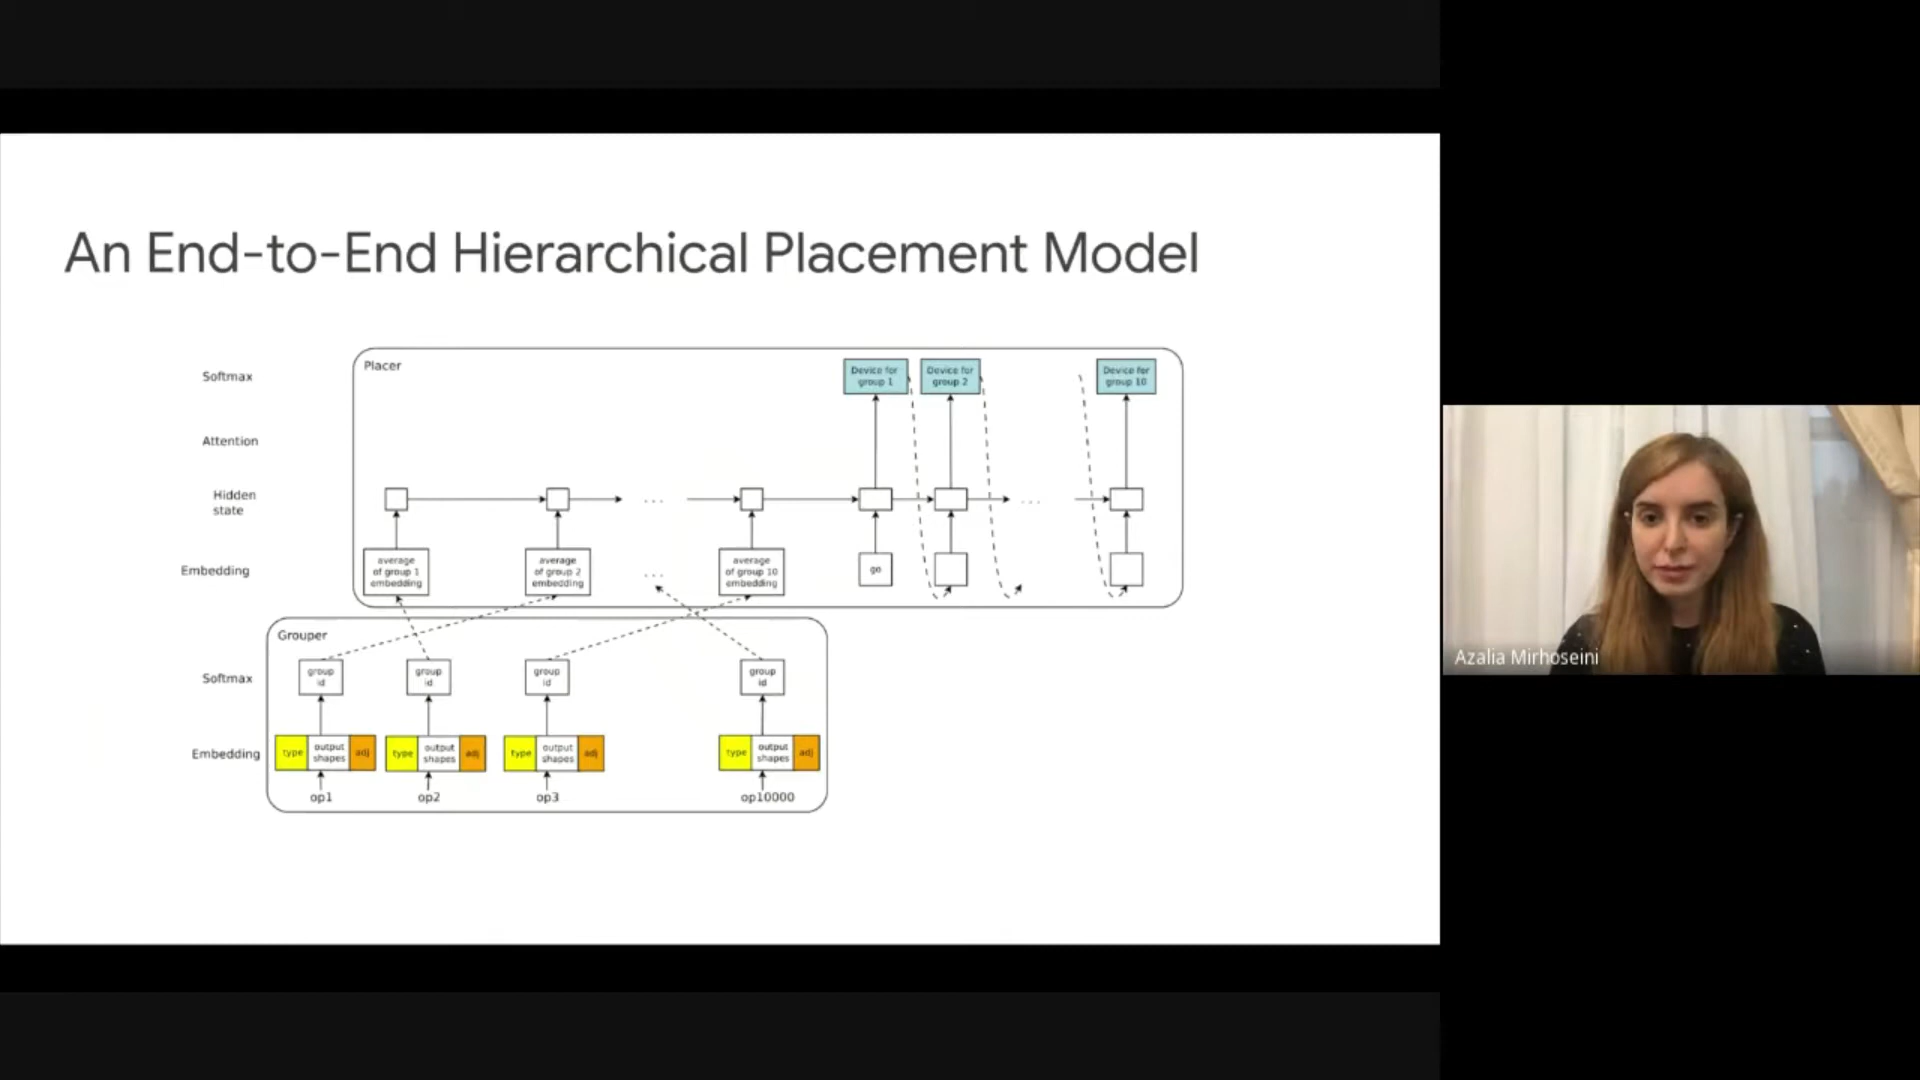 An End-to-End Hierarchical Placement Model
Placer
Softmax
Device for
group 1
Device for
group 2
Device for
group 10
Attention
Hidden
state
...
...
Embedding
average
of group 1
embedding
average
of group 2
embedding
...
average
of group 10
embedding
go
Grouper
Softmax
group
id
group
id
group
id
group
id
Embedding
type
output
shapes
adj
type
output
shapes
adj
type
output
shapes
adj
type
output
shapes
adj
op1
op2
op3
op10000
Azalia Mirhoseini